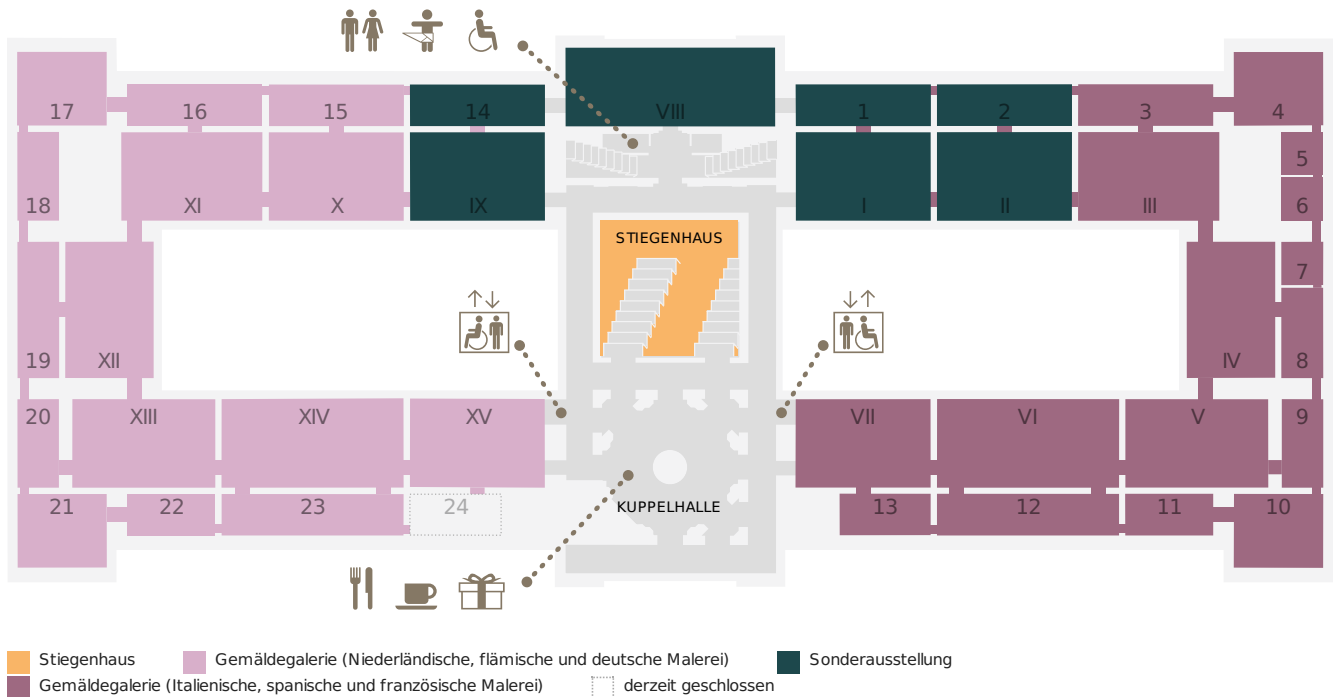 17
16
15
14
VIII
1
2
3
4
5
18
XI
X
IX
I
II
III
6
STIEGENHAUS
7
19
XII
IV
8
20
XIII
XIV
XV
VII
VI
V
9
21
22
23
24
KUPPELHALLE
13
12
11
10
Stiegenhaus
Gemäldegalerie (Niederländische, flämische und deutsche Malerei)
Sonderausstellung
Gemäldegalerie (Italienische, spanische und französische Malerei)
derzeit geschlossen